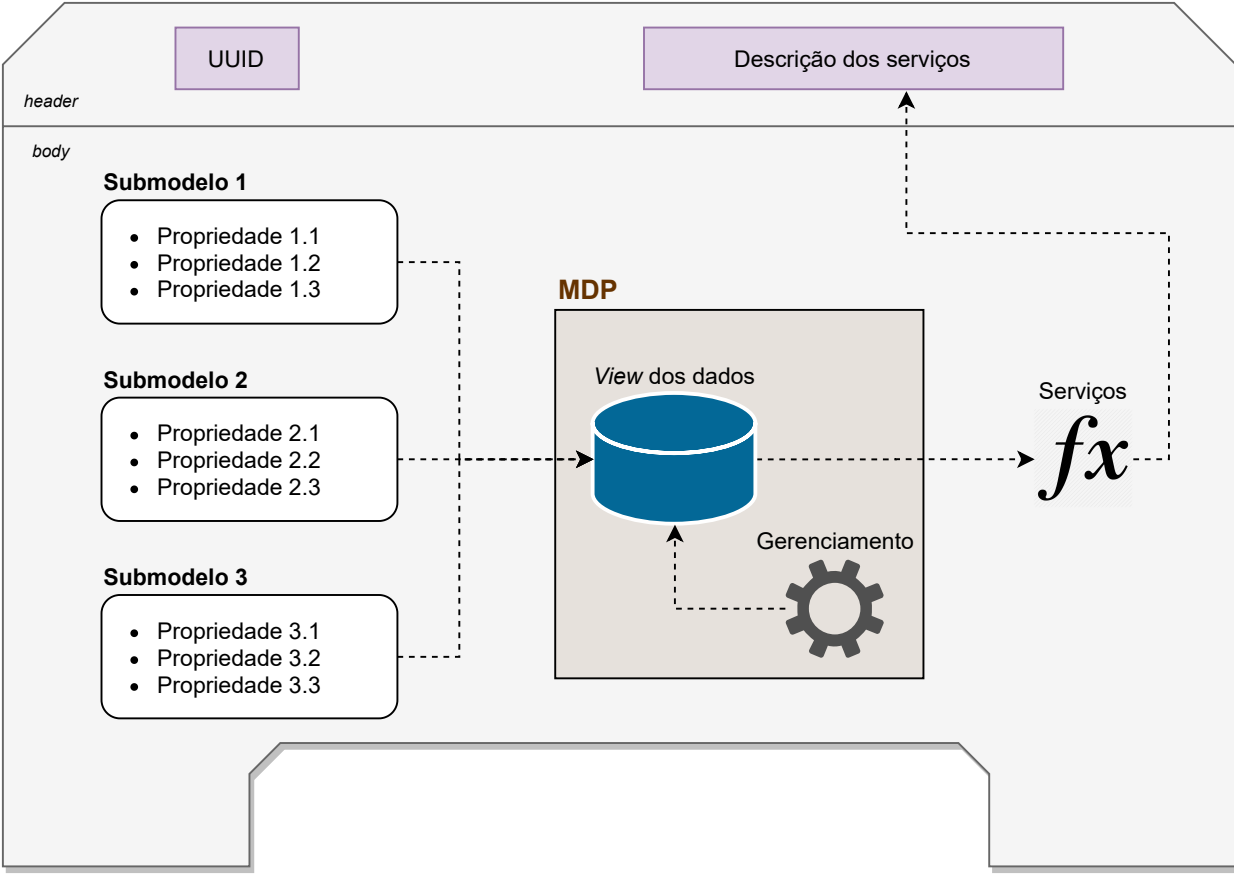 UUID
Descrição dos serviços
header
body
Submodelo 1
Propriedade 1.1
Propriedade 1.2
Propriedade 1.3
MDP
Submodelo 2
View dos dados
Serviços
Propriedade 2.1
Propriedade 2.2
Propriedade 2.3
fx
Gerenciamento
Submodelo 3
Propriedade 3.1
Propriedade 3.2
Propriedade 3.3